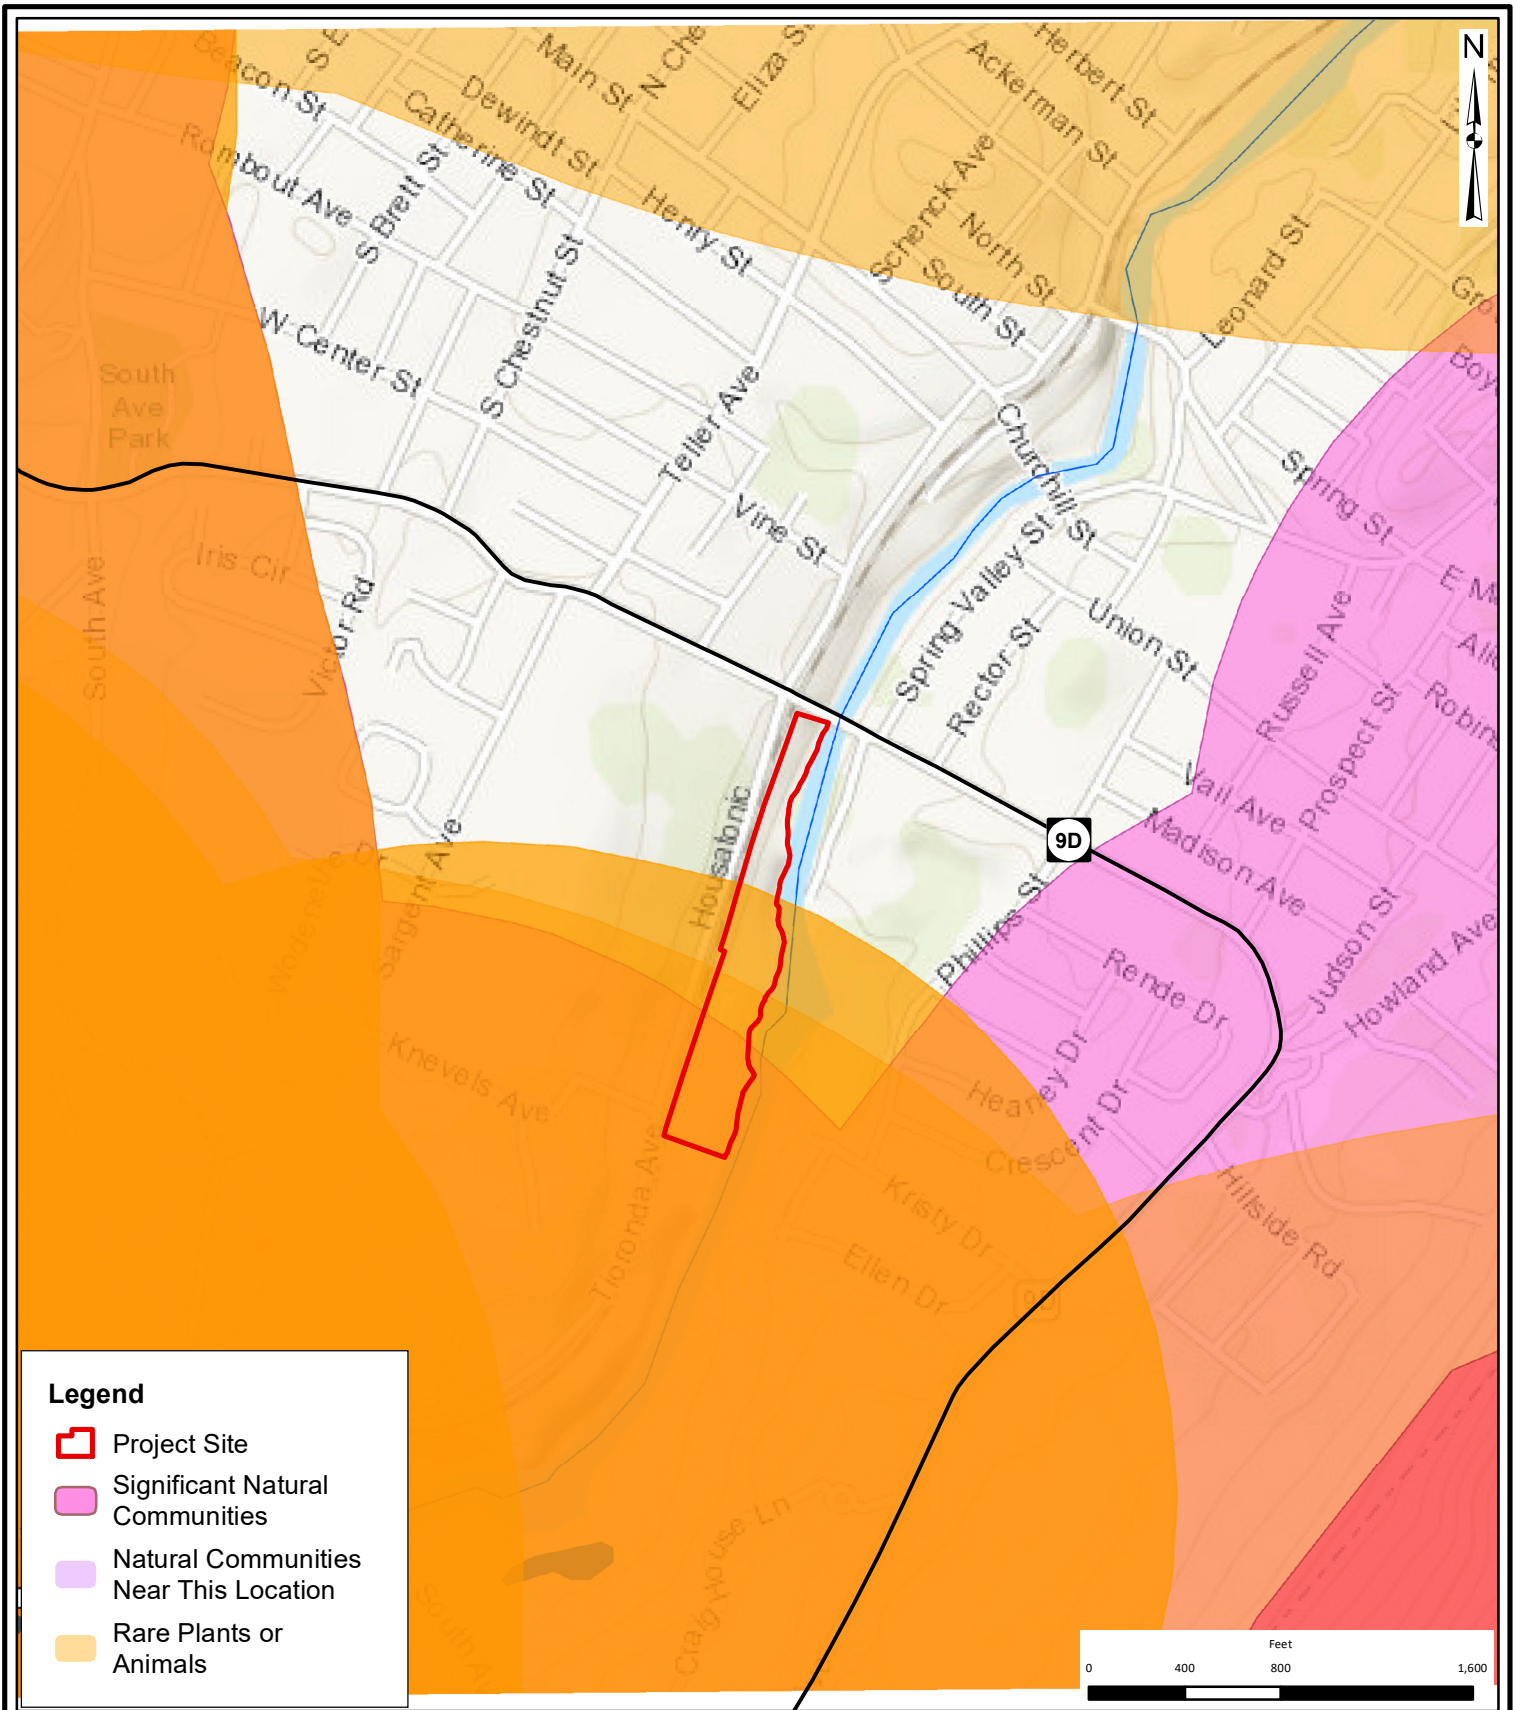 N
Beacon St
Main St
Herbert St
Ackerman St
Dewindt St
Catherine St
Rombout Ave
S Brett St
Henry St
Schenck Ave
North St
South St
Leonard St
W Center St
S Chestnut St
South
Ave
Park
Teller Ave
Churchill St
Spring St
Vine St
Iris Cir
South Ave
Victor Rd
Spring Valley St
Rector St
Union St
Russell Ave
Prospect St
Vail Ave
Madison Ave
9D
Housatonic
Sargent Ave
Phillips St
Rende Dr
Judson St
Howland Ave
Knevels Ave
Heaney Dr
Crescent Dr
Tioronda Ave
Kristy Dr
Ellen Dr
9D
Hillside Rd
Craig House Ln
Legend
Project Site
Significant Natural
Communities
Natural Communities
Near This Location
Rare Plants or
Animals
Feet
0 400 800 1,600